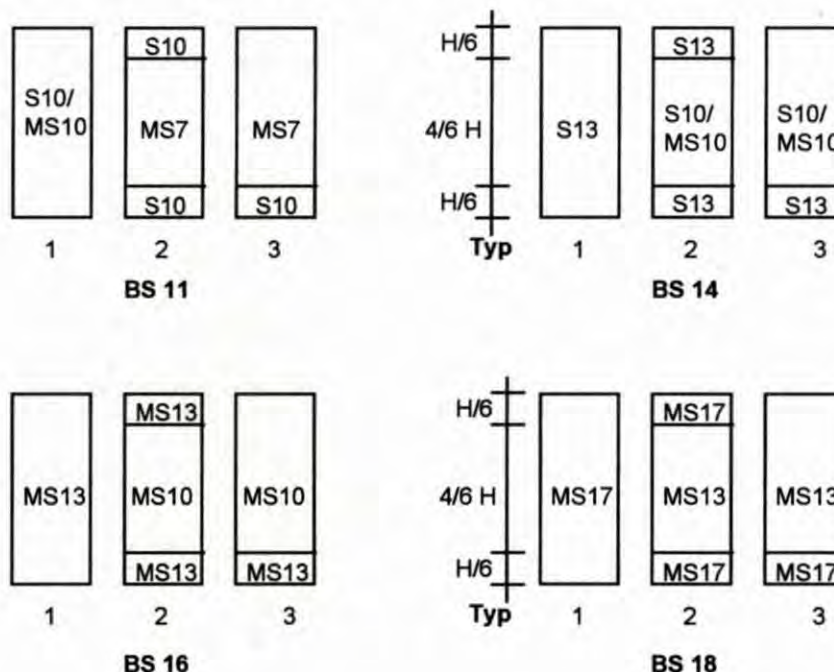 S10/
MS10
S10
MS7
S10
MS7
S10
1
2
3
BS 11
H/6
4/6 H
H/6
Typ
S13
S13
S10/
MS10
S13
S10/
MS10
S13
1
2
3
BS 14
MS13
MS13
MS10
MS13
MS10
MS13
1
2
3
BS 16
H/6
4/6 H
H/6
Typ
MS17
MS17
MS13
MS17
MS13
MS17
1
2
3
BS 18